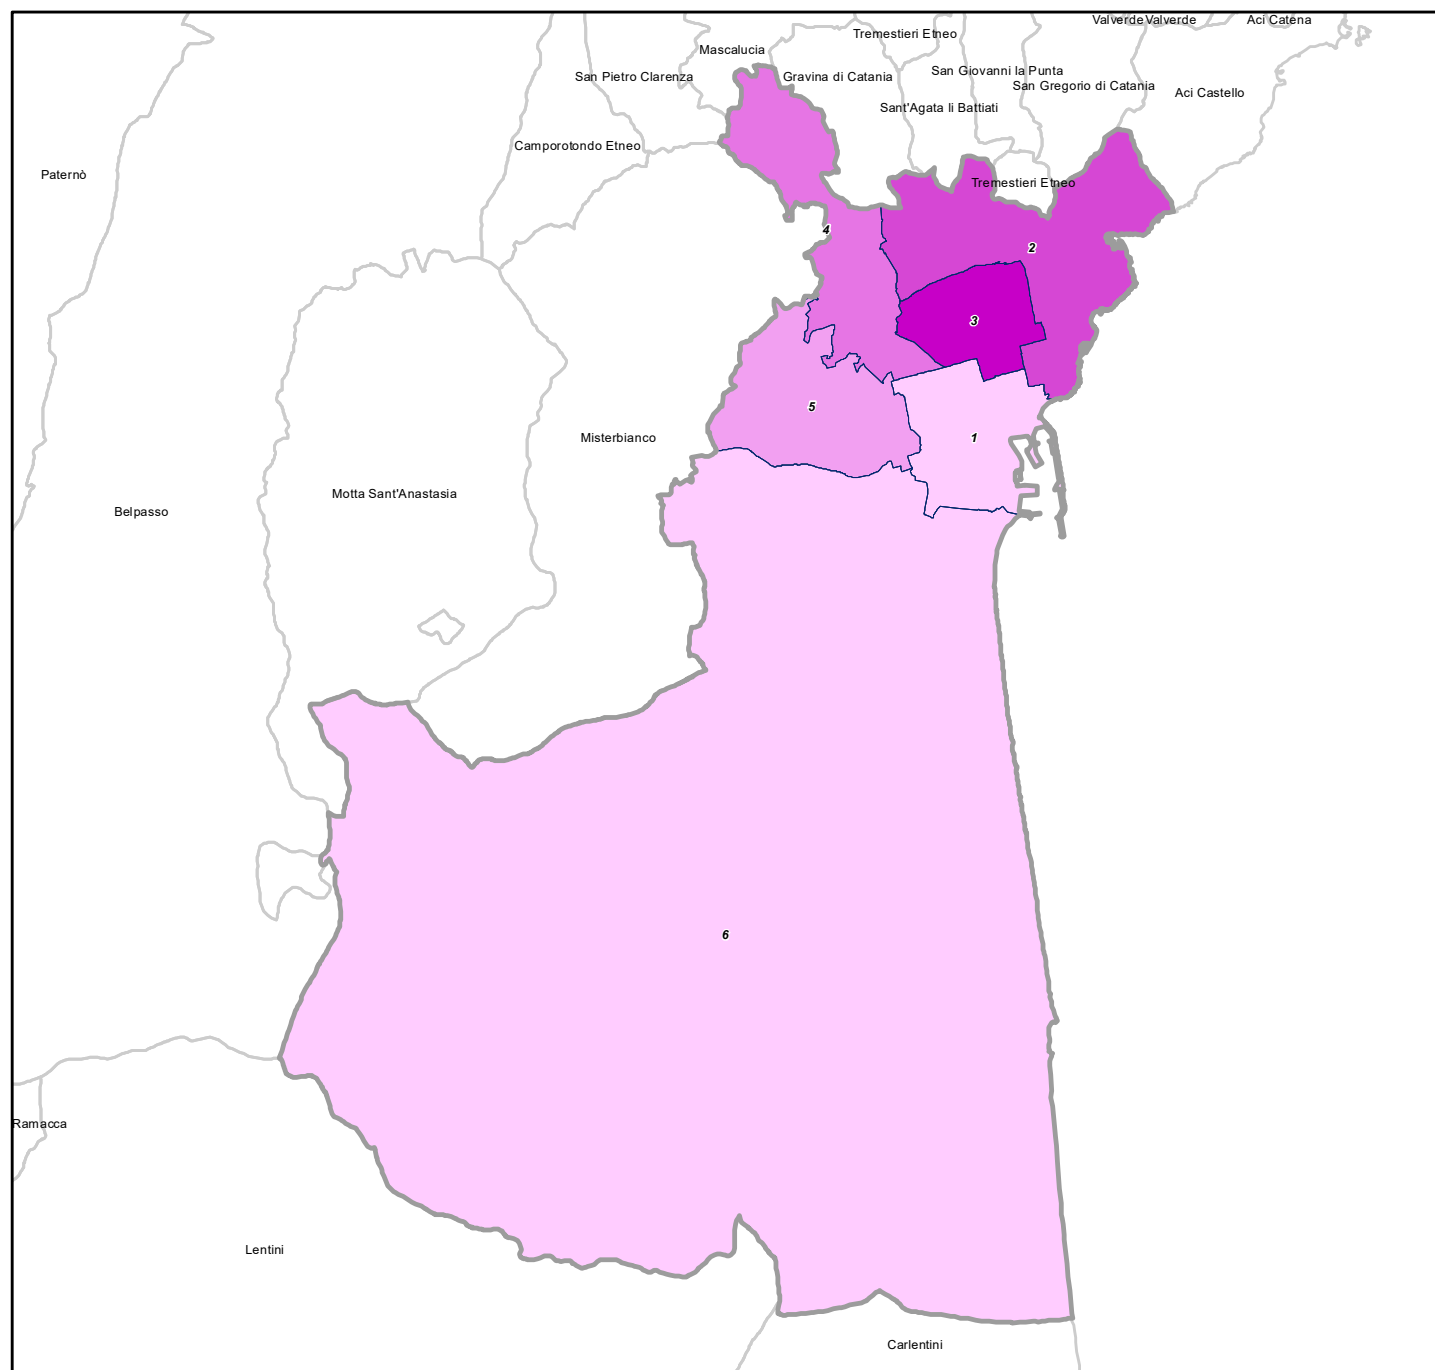 ValverdeValverde
Aci Catena
Tremestieri Etneo
Mascalucia
San Giovanni la Punta
San Pietro Clarenza
Gravina di Catania
San Gregorio di Catania
Aci Castello
Sant'Agata li Battiati
Camporotondo Etneo
Paternò
Tremestieri Etneo
4
2
3
5
1
Misterbianco
Motta Sant'Anastasia
Belpasso
6
Ramacca
Lentini
Carlentini